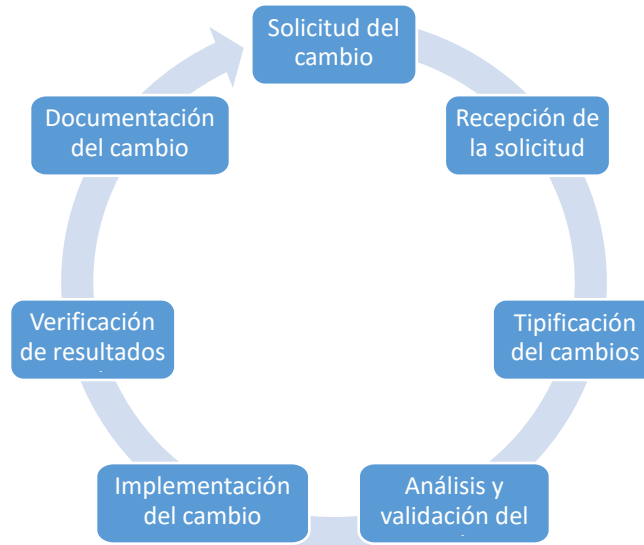 Solicitud del
cambio
Recepción de
la solicitud
Tipificación
del cambios
Análisis y
validación del
Implementación
del cambio
Verificación
de resultados
Documentación
del cambio